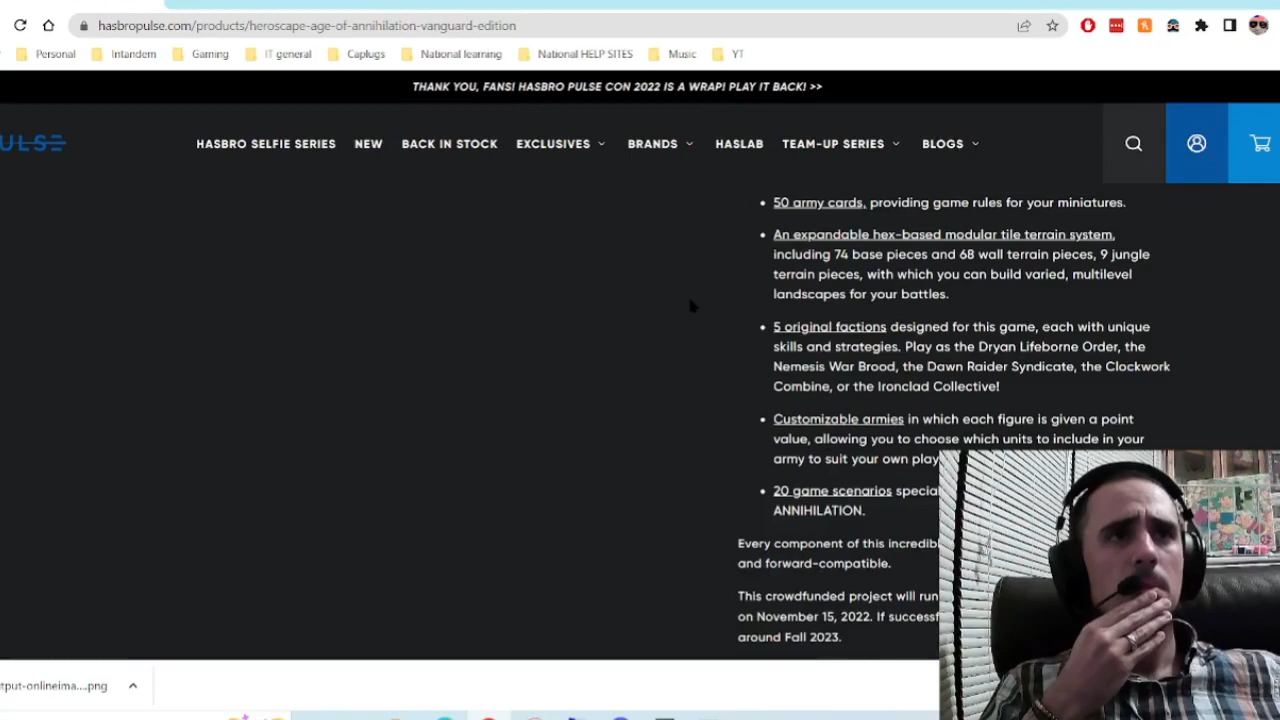 hasbropulse.com/products/heroscape-age-of-annihilation-vanguard-edition
Personal Intandem Gaming IT general Caplugs National learning National HELP SITES Music YT
THANK YOU, FANS! HASBRO PULSE CON 2022 IS A WRAP! PLAY IT BACK! >>
ULSE HASBRO SELFIE SERIES NEW BACK IN STOCK EXCLUSIVES BRANDS HASLAB TEAM-UP SERIES BLOGS
• 50 army cards, providing game rules for your miniatures.
• An expandable hex-based modular tile terrain system,
including 74 base pieces and 68 wall terrain pieces, 9 jungle
terrain pieces, with which you can build varied, multilevel
landscapes for your battles.
• 5 original factions designed for this game, each with unique
skills and strategies. Play as the Dryan Lifeborne Order, the
Nemesis War Brood, the Dawn Raider Syndicate, the Clockwork
Combine, or the Ironclad Collective!
• Customizable armies in which each figure is given a point
value, allowing you to choose which units to include in your
army to suit your own play
• 20 game scenarios special
ANNIHILATION.
Every component of this incredib
and forward-compatible.
This crowdfunded project will run
on November 15, 2022. If successf
around Fall 2023.
tput-onlineima....png